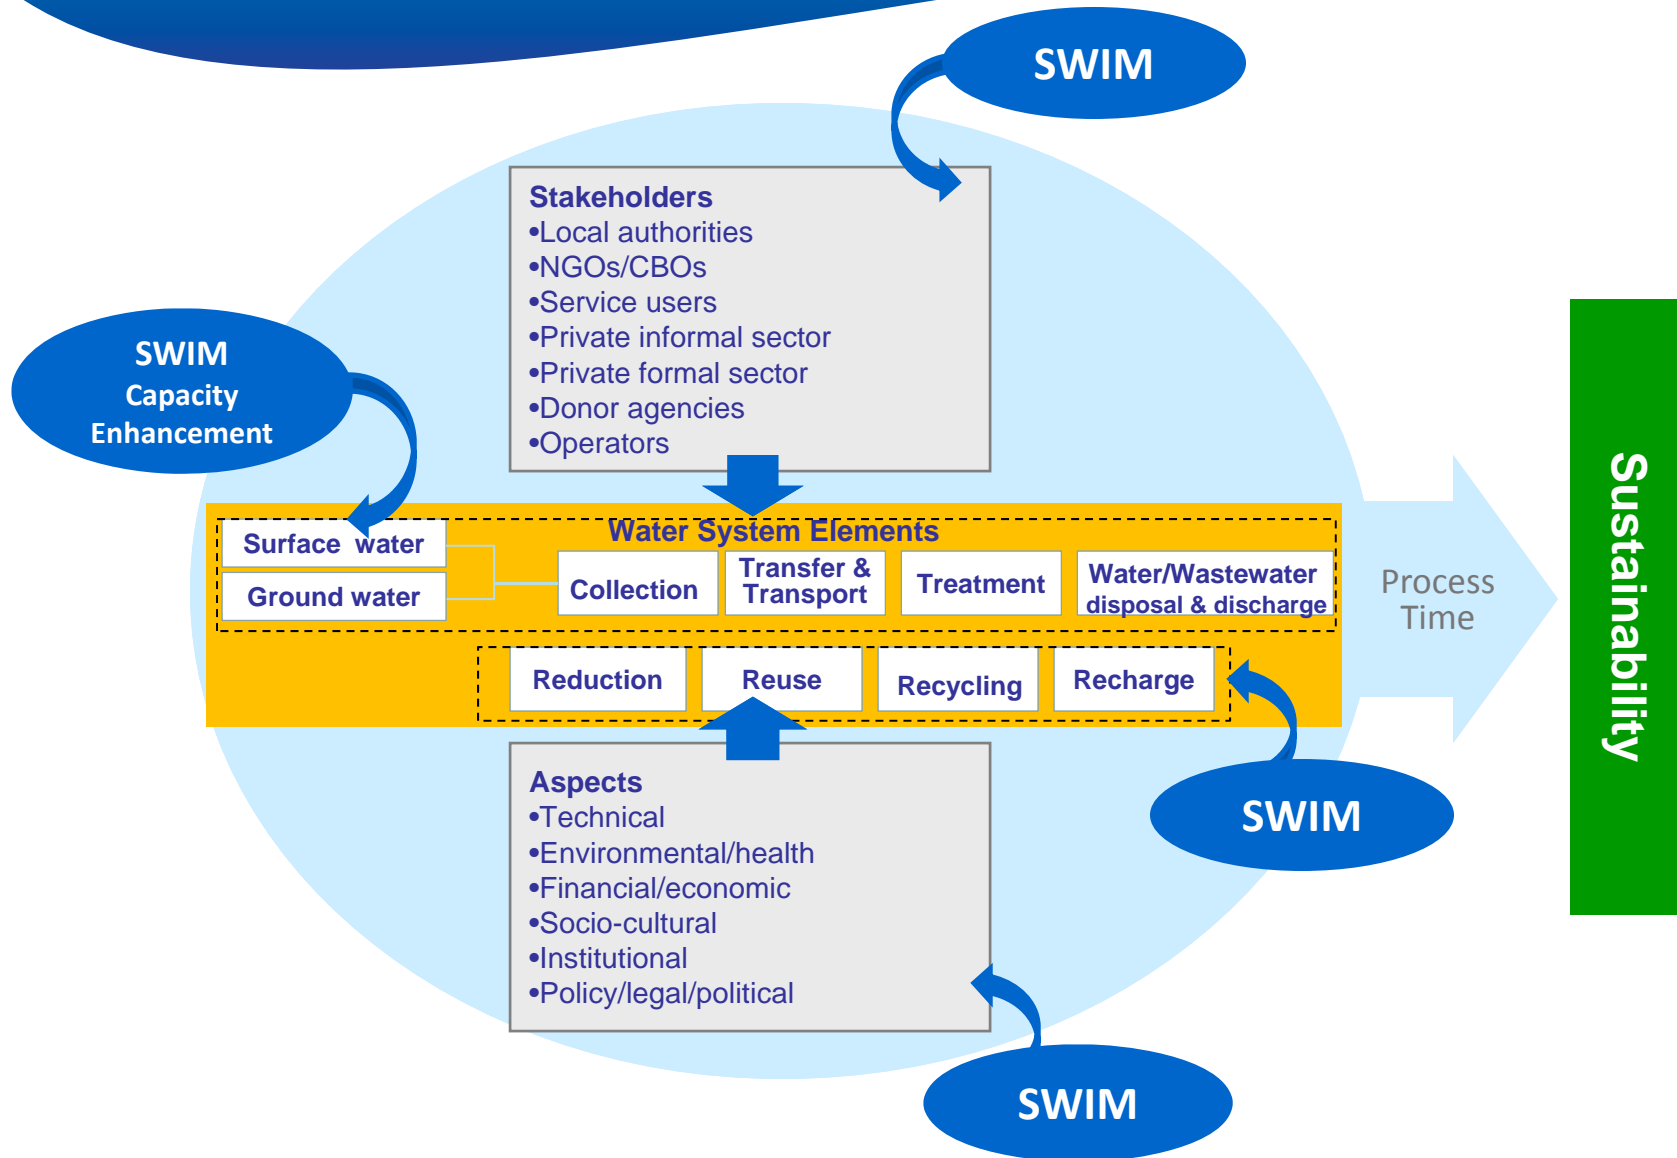 SWIM
Stakeholders
•Local authorities
•NGOs/CBOs
•Service users
•Private informal sector
•Private formal sector
•Donor agencies
•Operators
SWIM
Capacity
Enhancement
Water System Elements
Surface water
Ground water
Collection
Transfer &
Transport
Treatment
Water/Wastewater
disposal & discharge
Reduction
Reuse
Recycling
Recharge
Process
Time
Sustainability
SWIM
Aspects
•Technical
•Environmental/health
•Financial/economic
•Socio-cultural
•Institutional
•Policy/legal/political
SWIM